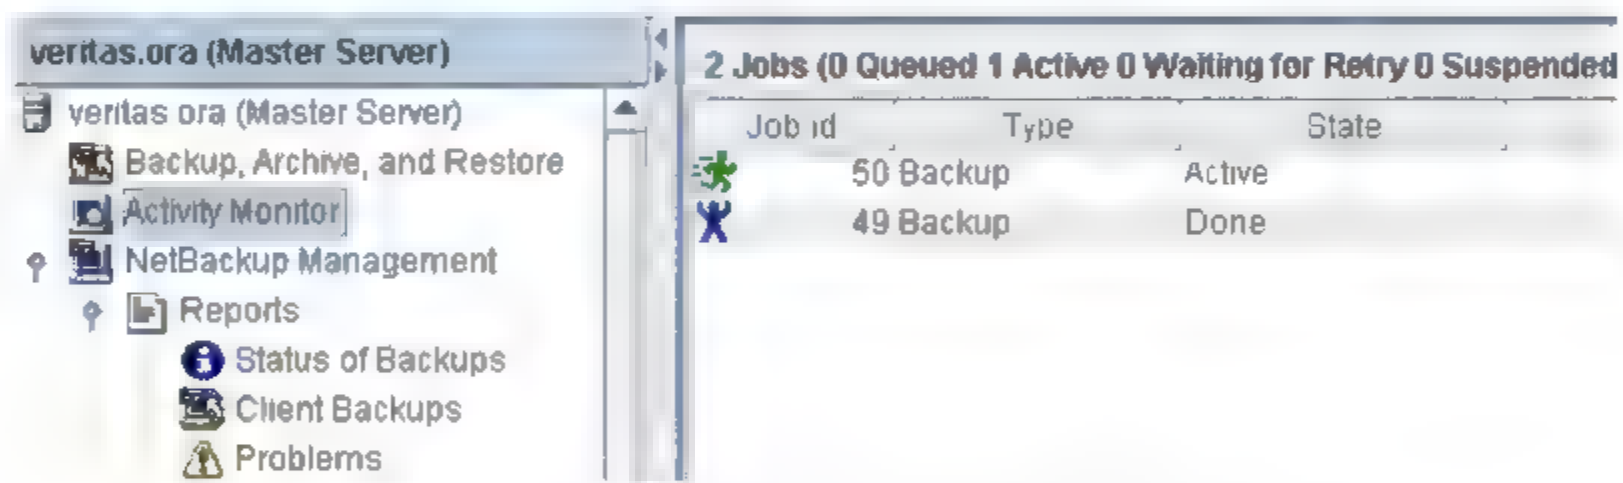 veritas.ora (Master Server)
veritas ora (Master Server)
Backup, Archive, and Restore
Activity Monitor
NetBackup Management
Reports
Status of Backups
Client Backups
Problems
2 Jobs (0 Queued 1 Active 0 Waiting for Retry 0 Suspended
Job Id Type State
50 Backup Active
49 Backup Done